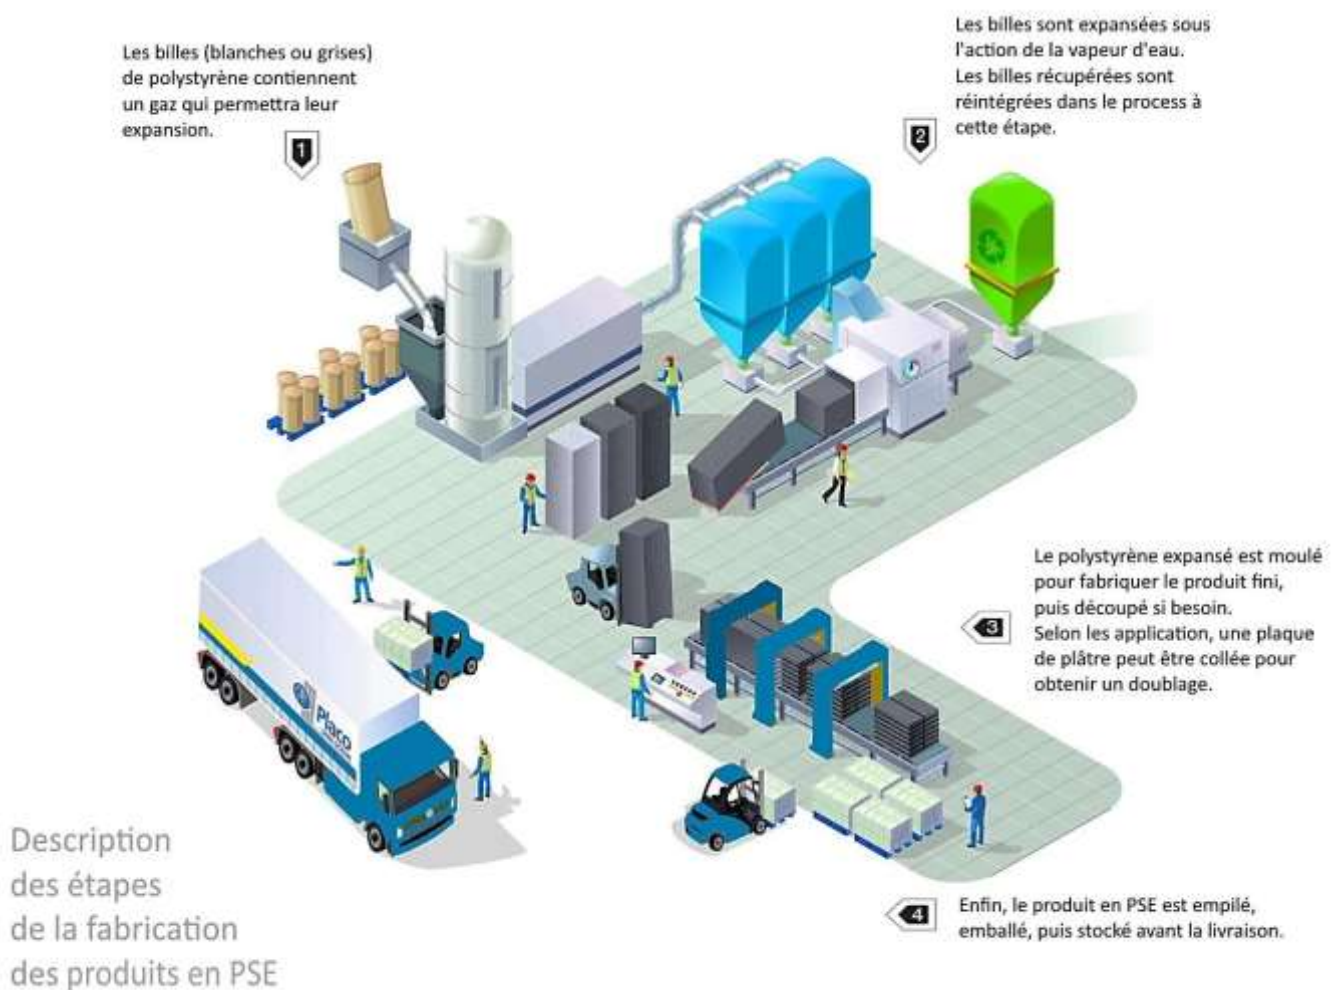 Les billes (blanches ou grises)
de polystyrène contiennent
un gaz qui permettra leur
expansion.
1
Les billes sont expansées sous
l'action de la vapeur d'eau.
Les billes récupérées sont
réintégrées dans le process à
cette étape.
2
Le polystyrène expansé est moulé
pour fabriquer le produit fini,
puis découpé si besoin.
Selon les application, une plaque
de plâtre peut être collée pour
obtenir un doublage.
3
Placo
Description
des étapes
de la fabrication
des produits en PSE
4
Enfin, le produit en PSE est empilé,
emballé, puis stocké avant la livraison.